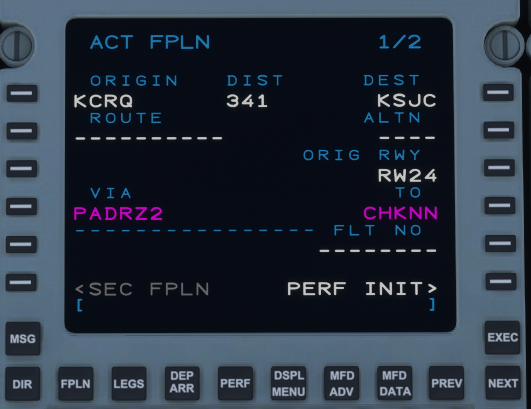 ACT FPLN 1/2
ORIGIN DIST DEST
KCRQ 341 KSJC
ROUTE ALTN
----------- ----
ORIG RWY
RW24
VIA TO
PADRZ2 CHKNN
---------------- FLT NO
--------
<SEC FPLN PERF INIT>
[ ]
MSG EXEC
DIR FPLN LEGS DEP ARR PERF DSPL MENU MFD ADV MFD DATA PREV NEXT